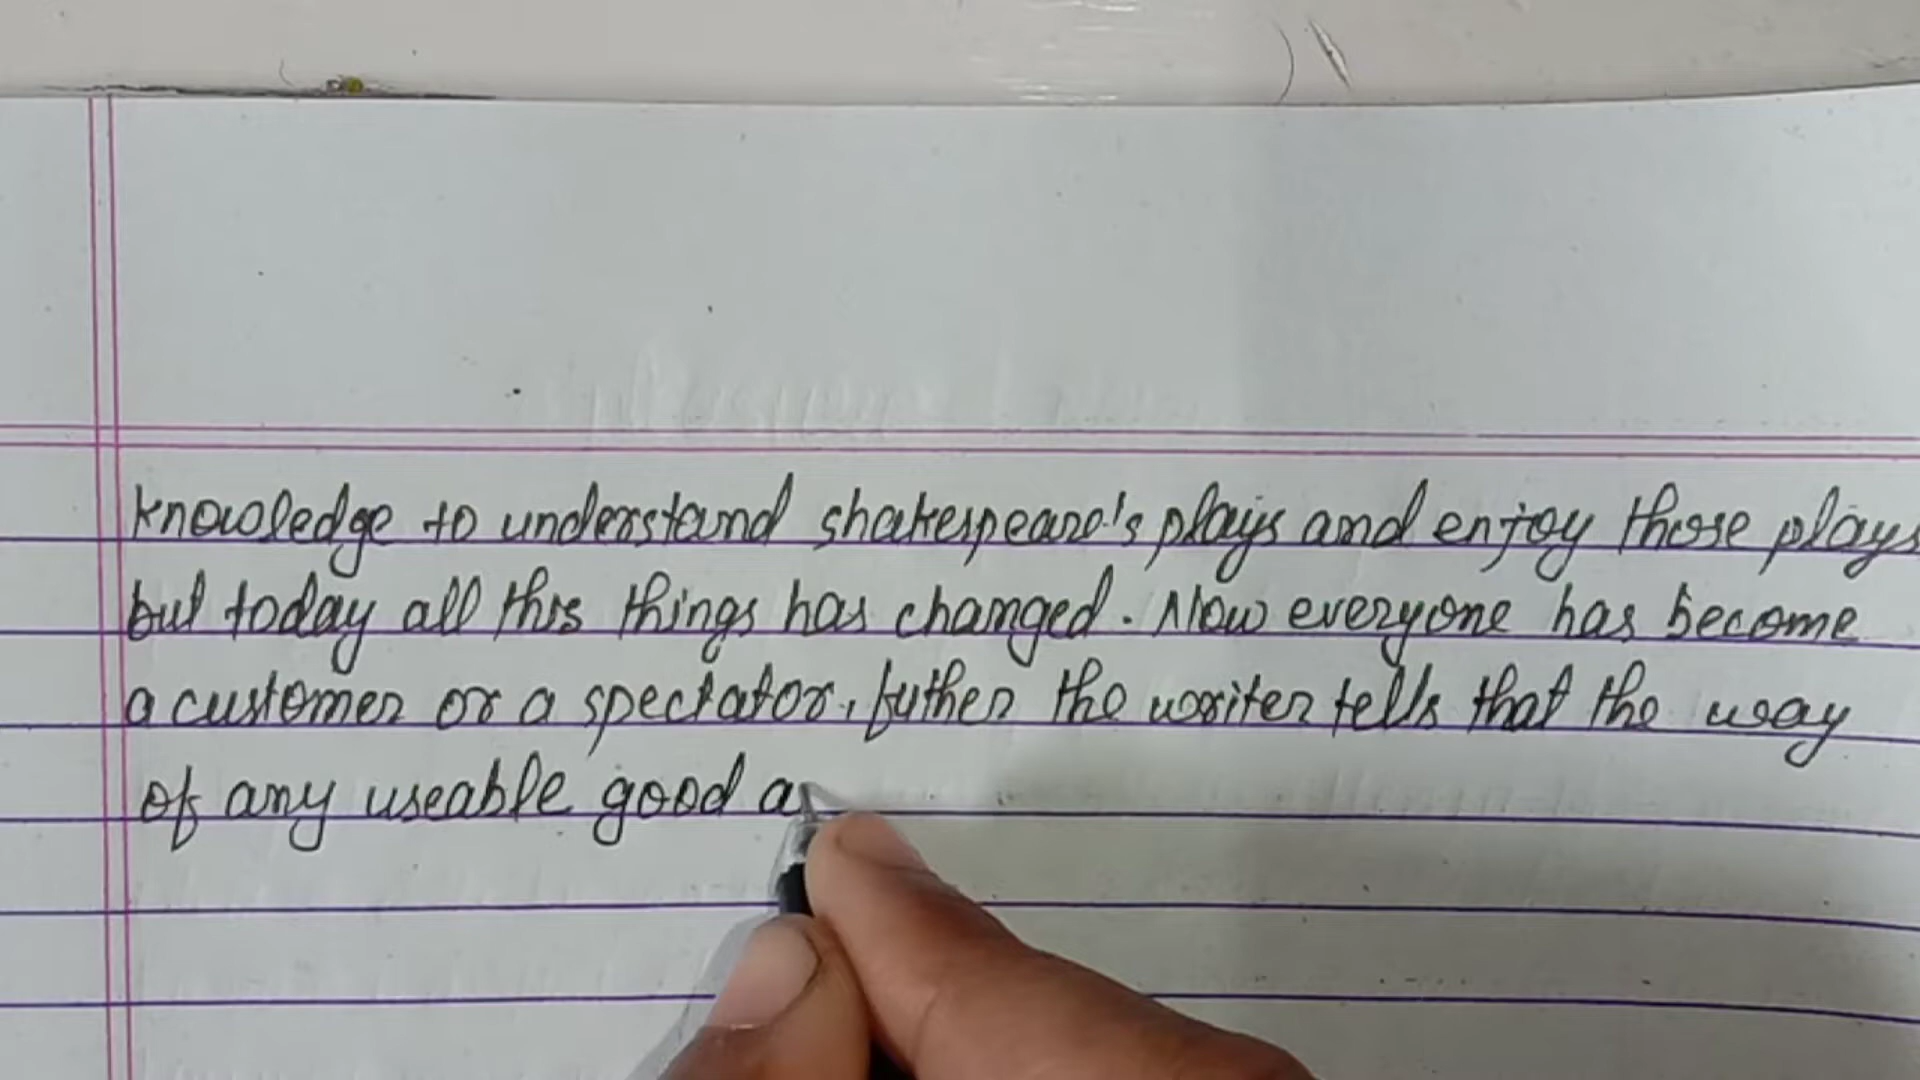 knowledge to understand shakespeare's plays and enjoy those plays
but today all this things has changed. Now everyone has become
a customer or a spectator, futher the writer tells that the way
of any useable good a